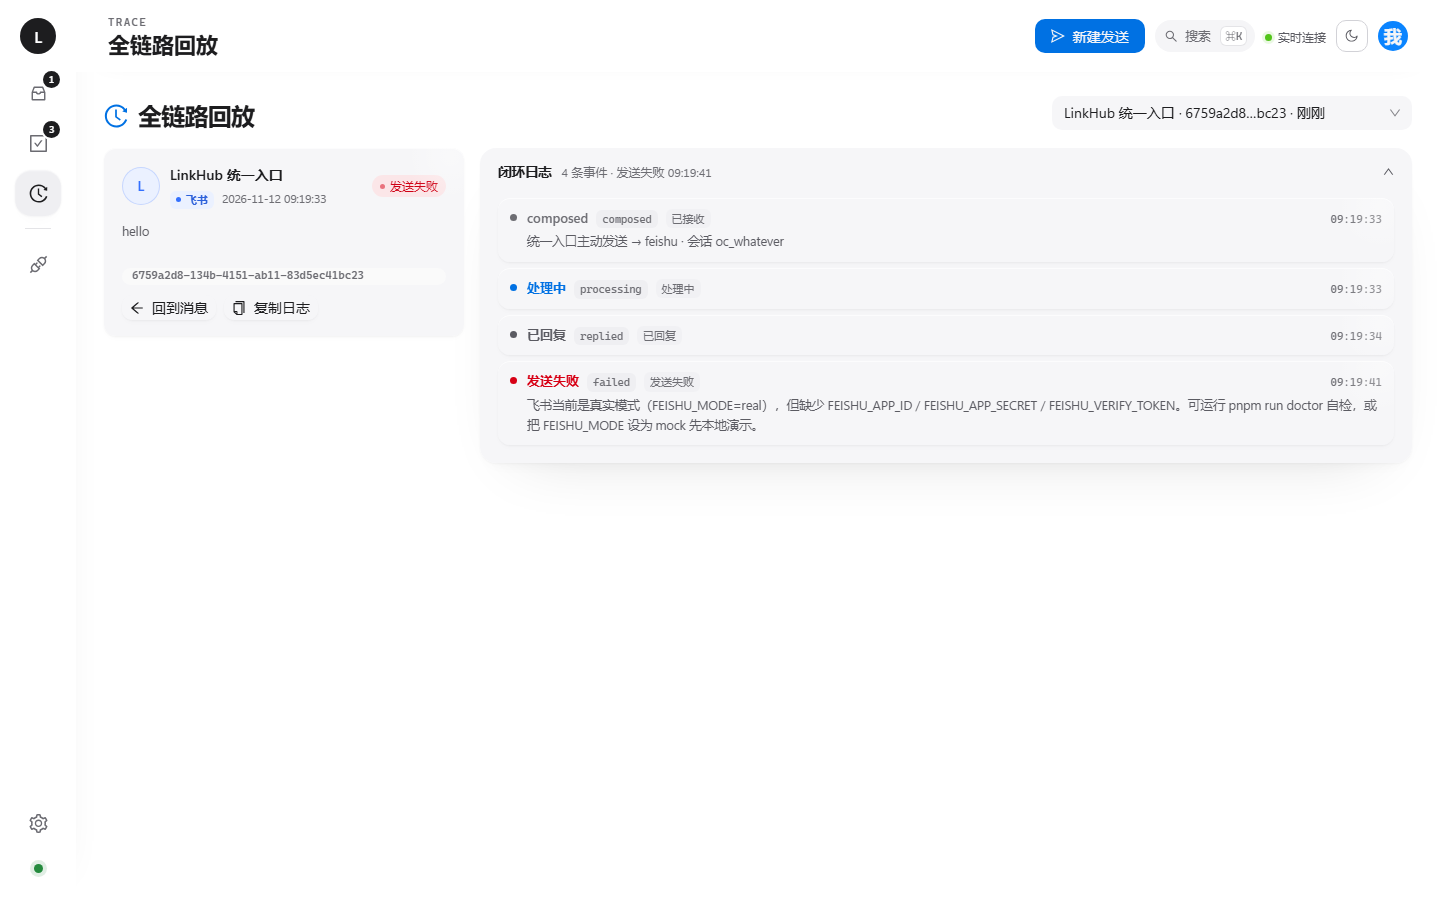 L
TRACE
全链路回放
新建发送
搜索 ⌘K
实时连接
我
1
3
全链路回放
LinkHub 统一入口 · 6759a2d8…bc23 · 刚刚
L
LinkHub 统一入口
飞书 2026-11-12 09:19:33
发送失败
hello
6759a2d8-134b-4151-ab11-83d5ec41bc23
回到消息 复制日志
闭环日志 4 条事件 · 发送失败 09:19:41
composed composed 已接收 09:19:33
统一入口主动发送 → feishu · 会话 oc_whatever
处理中 processing 处理中 09:19:33
已回复 replied 已回复 09:19:34
发送失败 failed 发送失败 09:19:41
飞书当前是真实模式（FEISHU_MODE=real），但缺少 FEISHU_APP_ID / FEISHU_APP_SECRET / FEISHU_VERIFY_TOKEN。可运行 pnpm run doctor 自检，或
把 FEISHU_MODE 设为 mock 先本地演示。